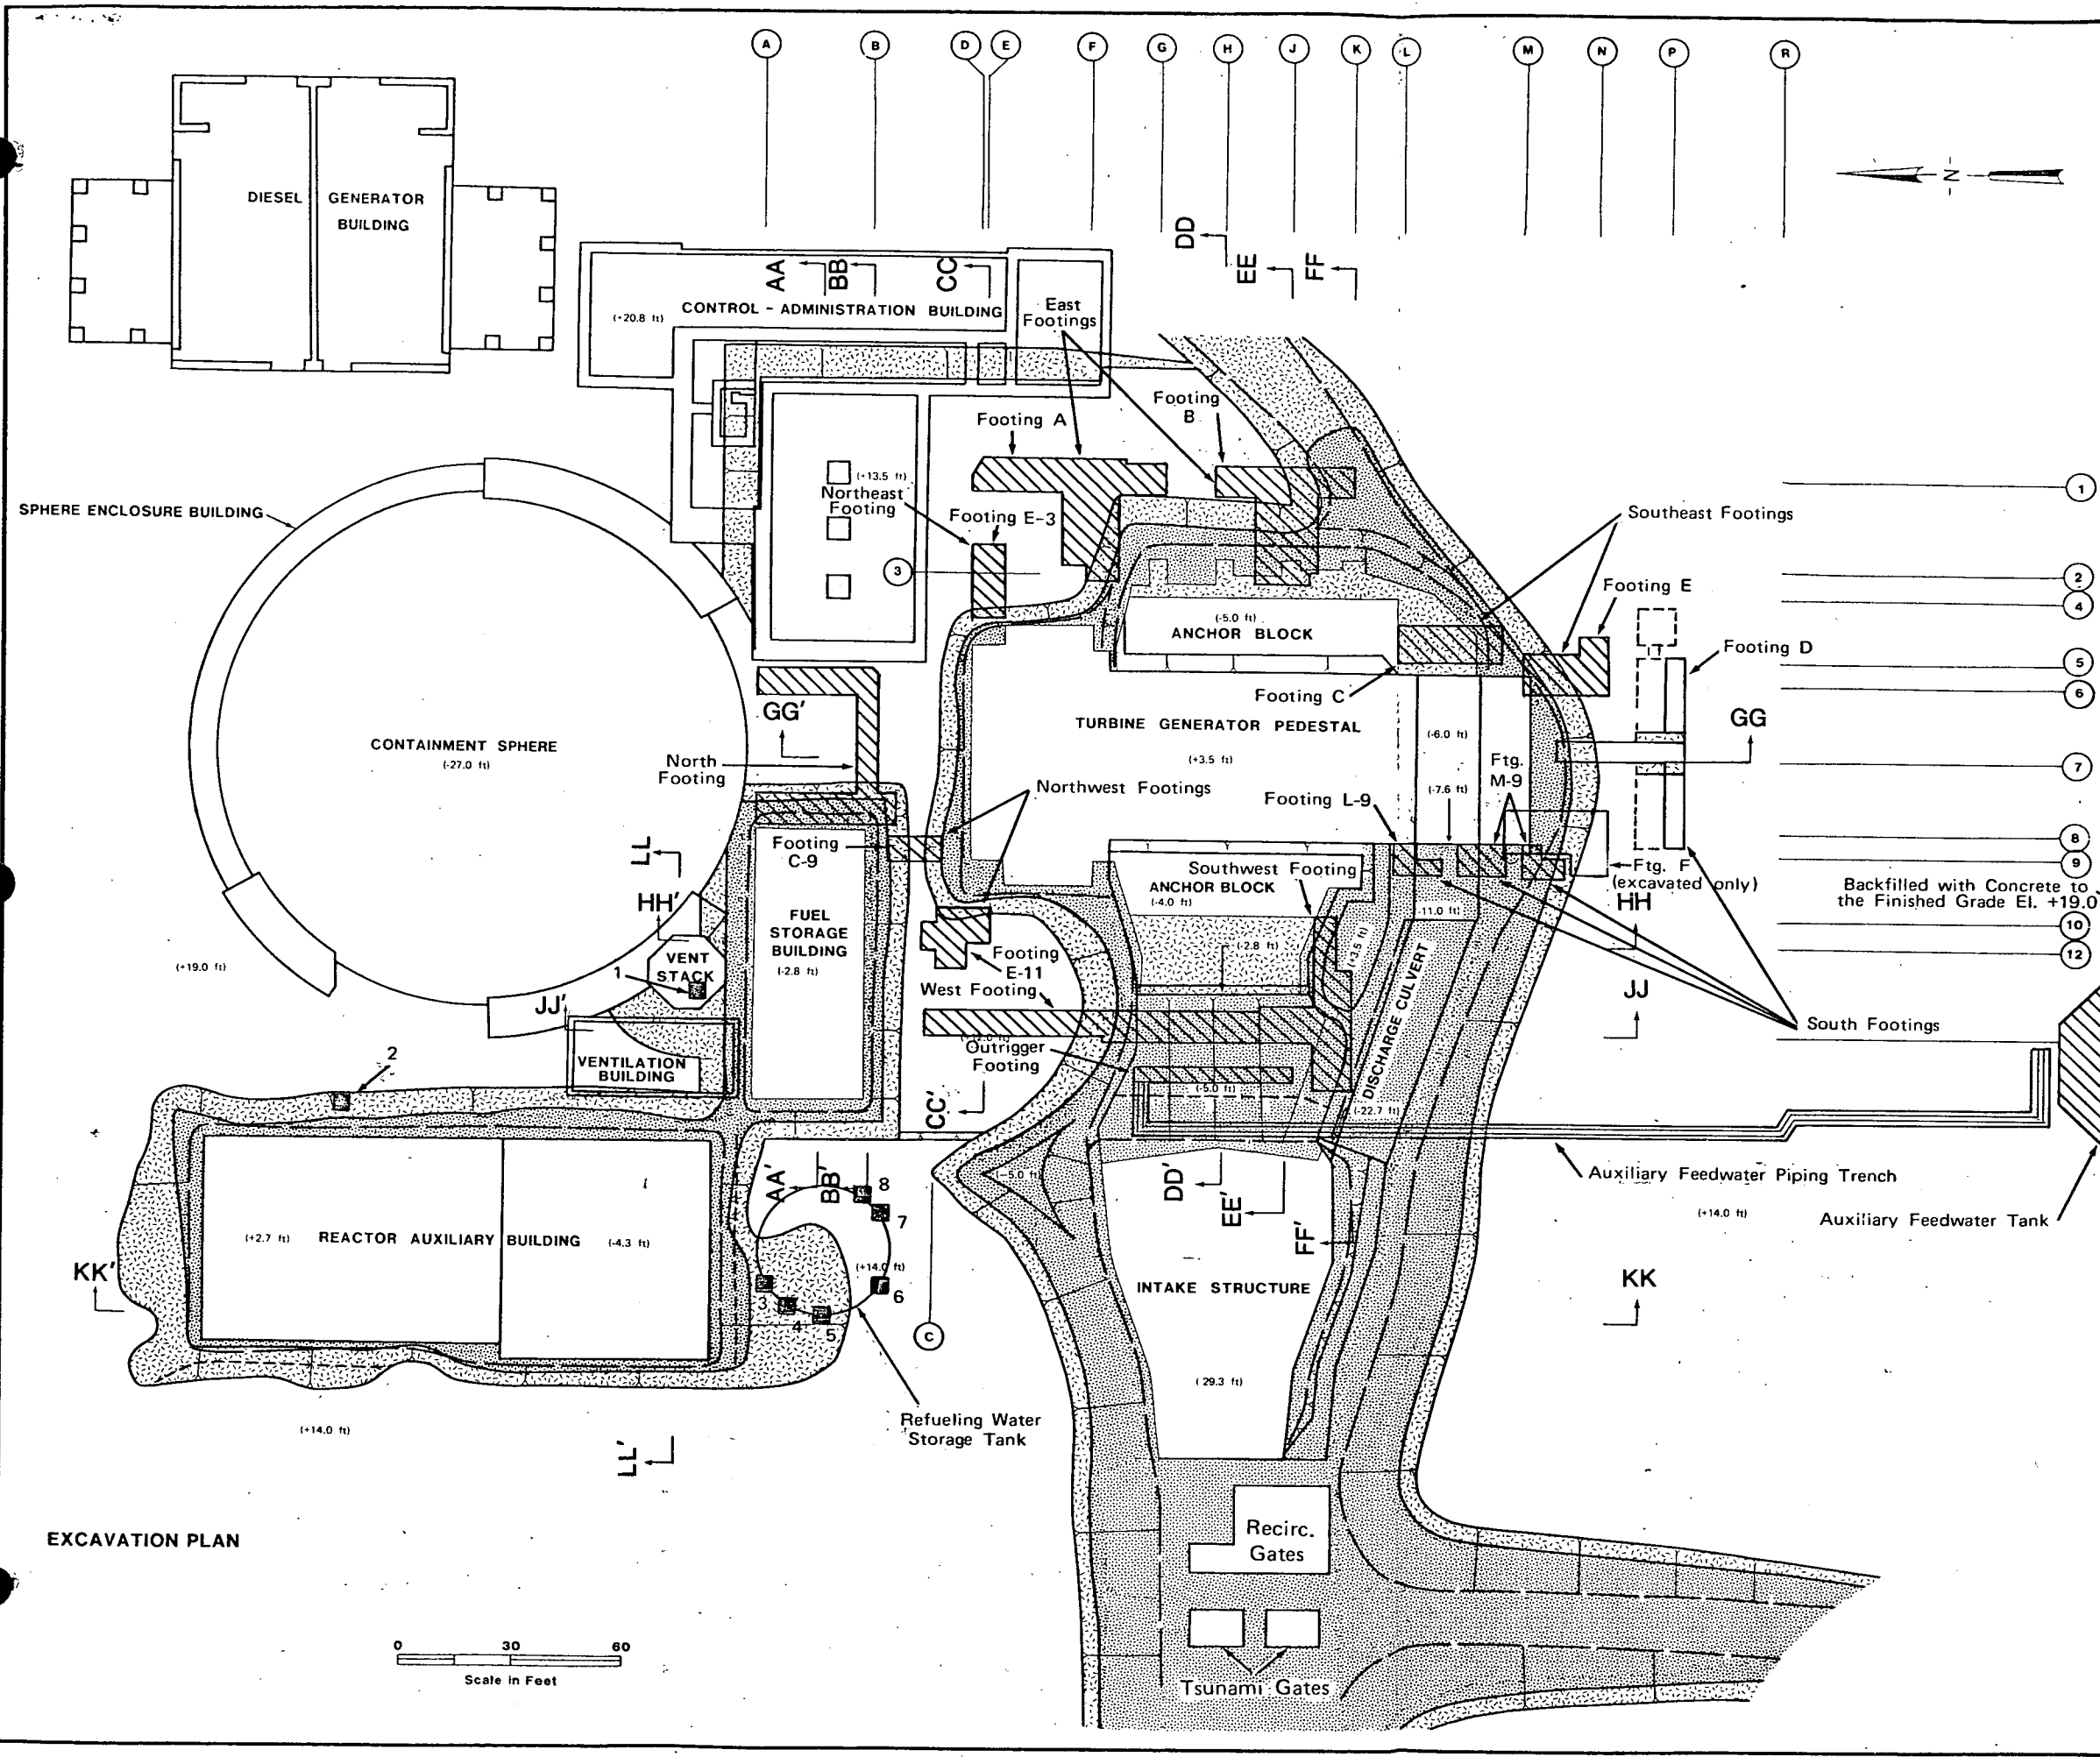 A B D E F G H J K L M N P R
N
DIESEL GENERATOR
BUILDING
DD
EE
FF
AA
BB
CC
CONTROL - ADMINISTRATION BUILDING
(+20.8 ft)
East
Footings
Footing
B
Footing A
(+13.5 ft)
Northeast
Footing
Footing E-3
3
SPHERE ENCLOSURE BUILDING
Southeast Footings
1
2
4
5
6
7
8
9
10
12
Footing E
Footing D
(-5.0 ft)
ANCHOR BLOCK
Footing C
GG'
GG
TURBINE GENERATOR PEDESTAL
(+3.5 ft)
(-6.0 ft)
(-7.6 ft)
CONTAINMENT SPHERE
(-27.0 ft)
North
Footing
Northwest Footings
Footing L-9
Ftg.
M-9
Footing
C-9
Southwest Footing
ANCHOR BLOCK
(-4.0 ft)
Ftg. F
(excavated only)
Backfilled with Concrete to
the Finished Grade El. +19.0'
LL
HH'
HH
FUEL
STORAGE
BUILDING
(-2.8 ft)
(-2.8 ft)
-11.0 ft)
VENT
STACK
1
(+19.0 ft)
Footing
E-11
West Footing
JJ'
JJ
DISCHARGE CULVERT
South Footings
Outrigger
Footing
VENTILATION
BUILDING
2
CC'
(-5.0 ft)
(-22.7 ft)
Auxiliary Feedwater Piping Trench
(+14.0 ft)
Auxiliary Feedwater Tank
AA'
BB'
8
7
6
5
4
3
(+14.0 ft)
(-5.0 ft)
DD'
EE'
FF'
(+2.7 ft) REACTOR AUXILIARY BUILDING (-4.3 ft)
KK'
KK
INTAKE STRUCTURE
( 29.3 ft)
C
Refueling Water
Storage Tank
(+14.0 ft)
LL'
EXCAVATION PLAN
Recirc.
Gates
Tsunami Gates
0 30 60
Scale in Feet